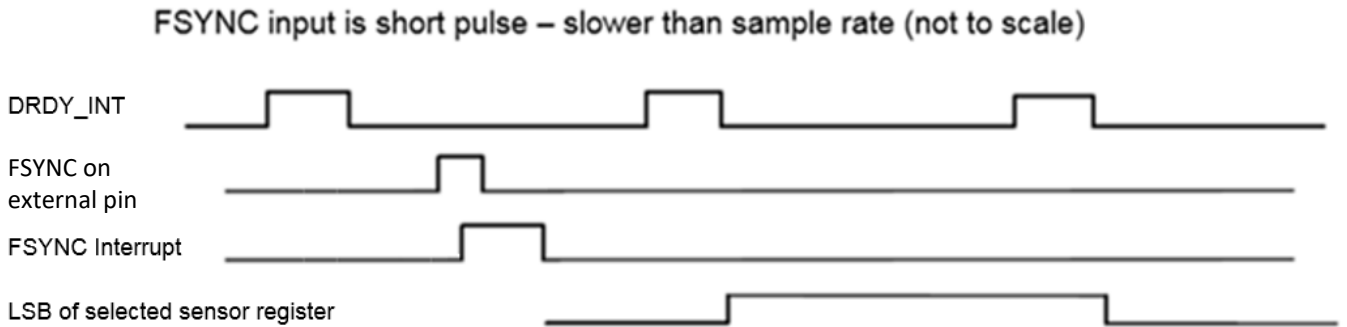 FSYNC input is short pulse – slower than sample rate (not to scale)
DRDY_INT
FSYNC on
external pin
FSYNC Interrupt
LSB of selected sensor register